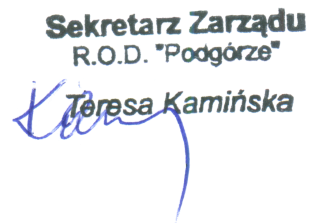 Sekretarz Zarządu
R.O.D. "Podgórze"
Teresa Kamińska